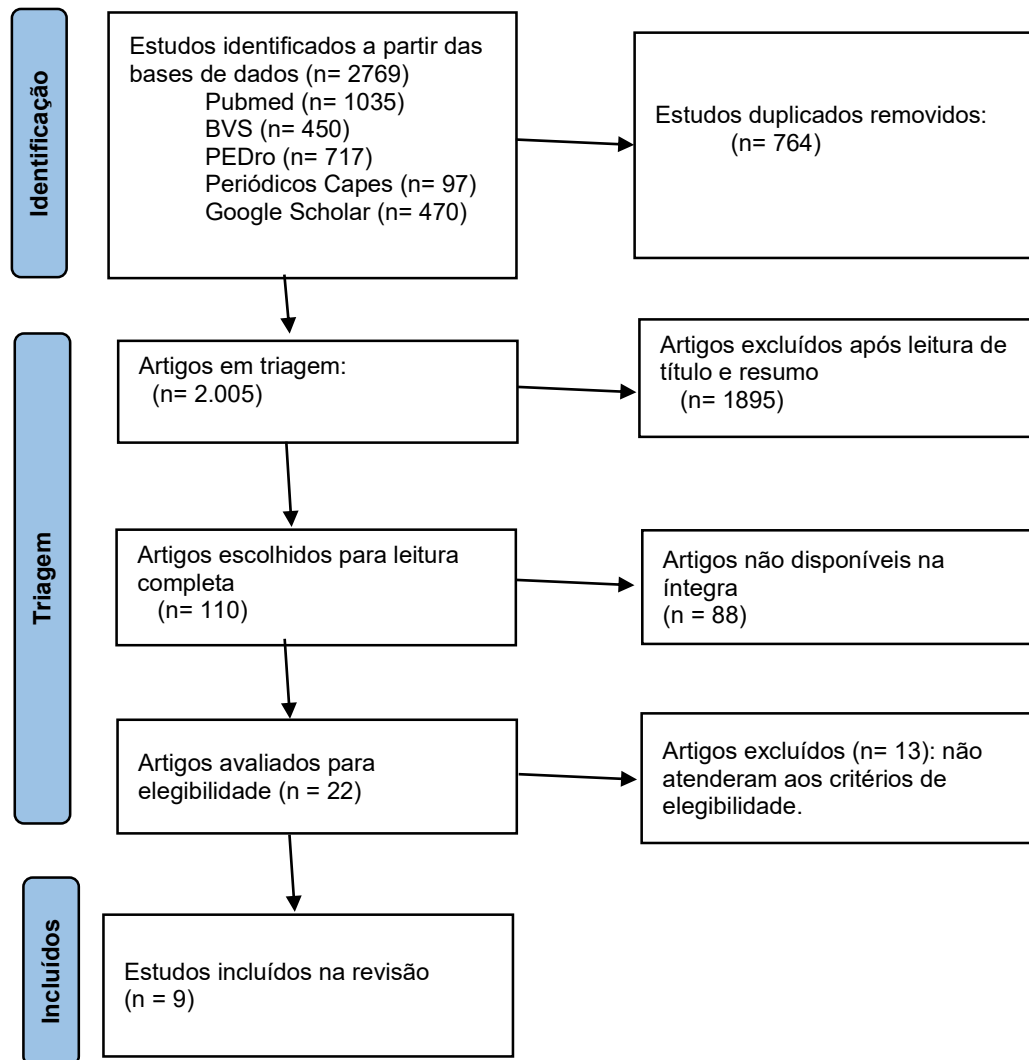 Identificação
Estudos identificados a partir das
bases de dados (n= 2769)
Pubmed (n= 1035)
BVS (n= 450)
PEDro (n= 717)
Periódicos Capes (n= 97)
Google Scholar (n= 470)
Estudos duplicados removidos:
(n= 764)
Triagem
Artigos em triagem:
(n= 2.005)
Artigos excluídos após leitura de
título e resumo
(n= 1895)
Artigos escolhidos para leitura
completa
(n= 110)
Artigos não disponíveis na
íntegra
(n = 88)
Artigos avaliados para
elegibilidade (n = 22)
Artigos excluídos (n= 13): não
atenderam aos critérios de
elegibilidade.
Incluídos
Estudos incluídos na revisão
(n = 9)